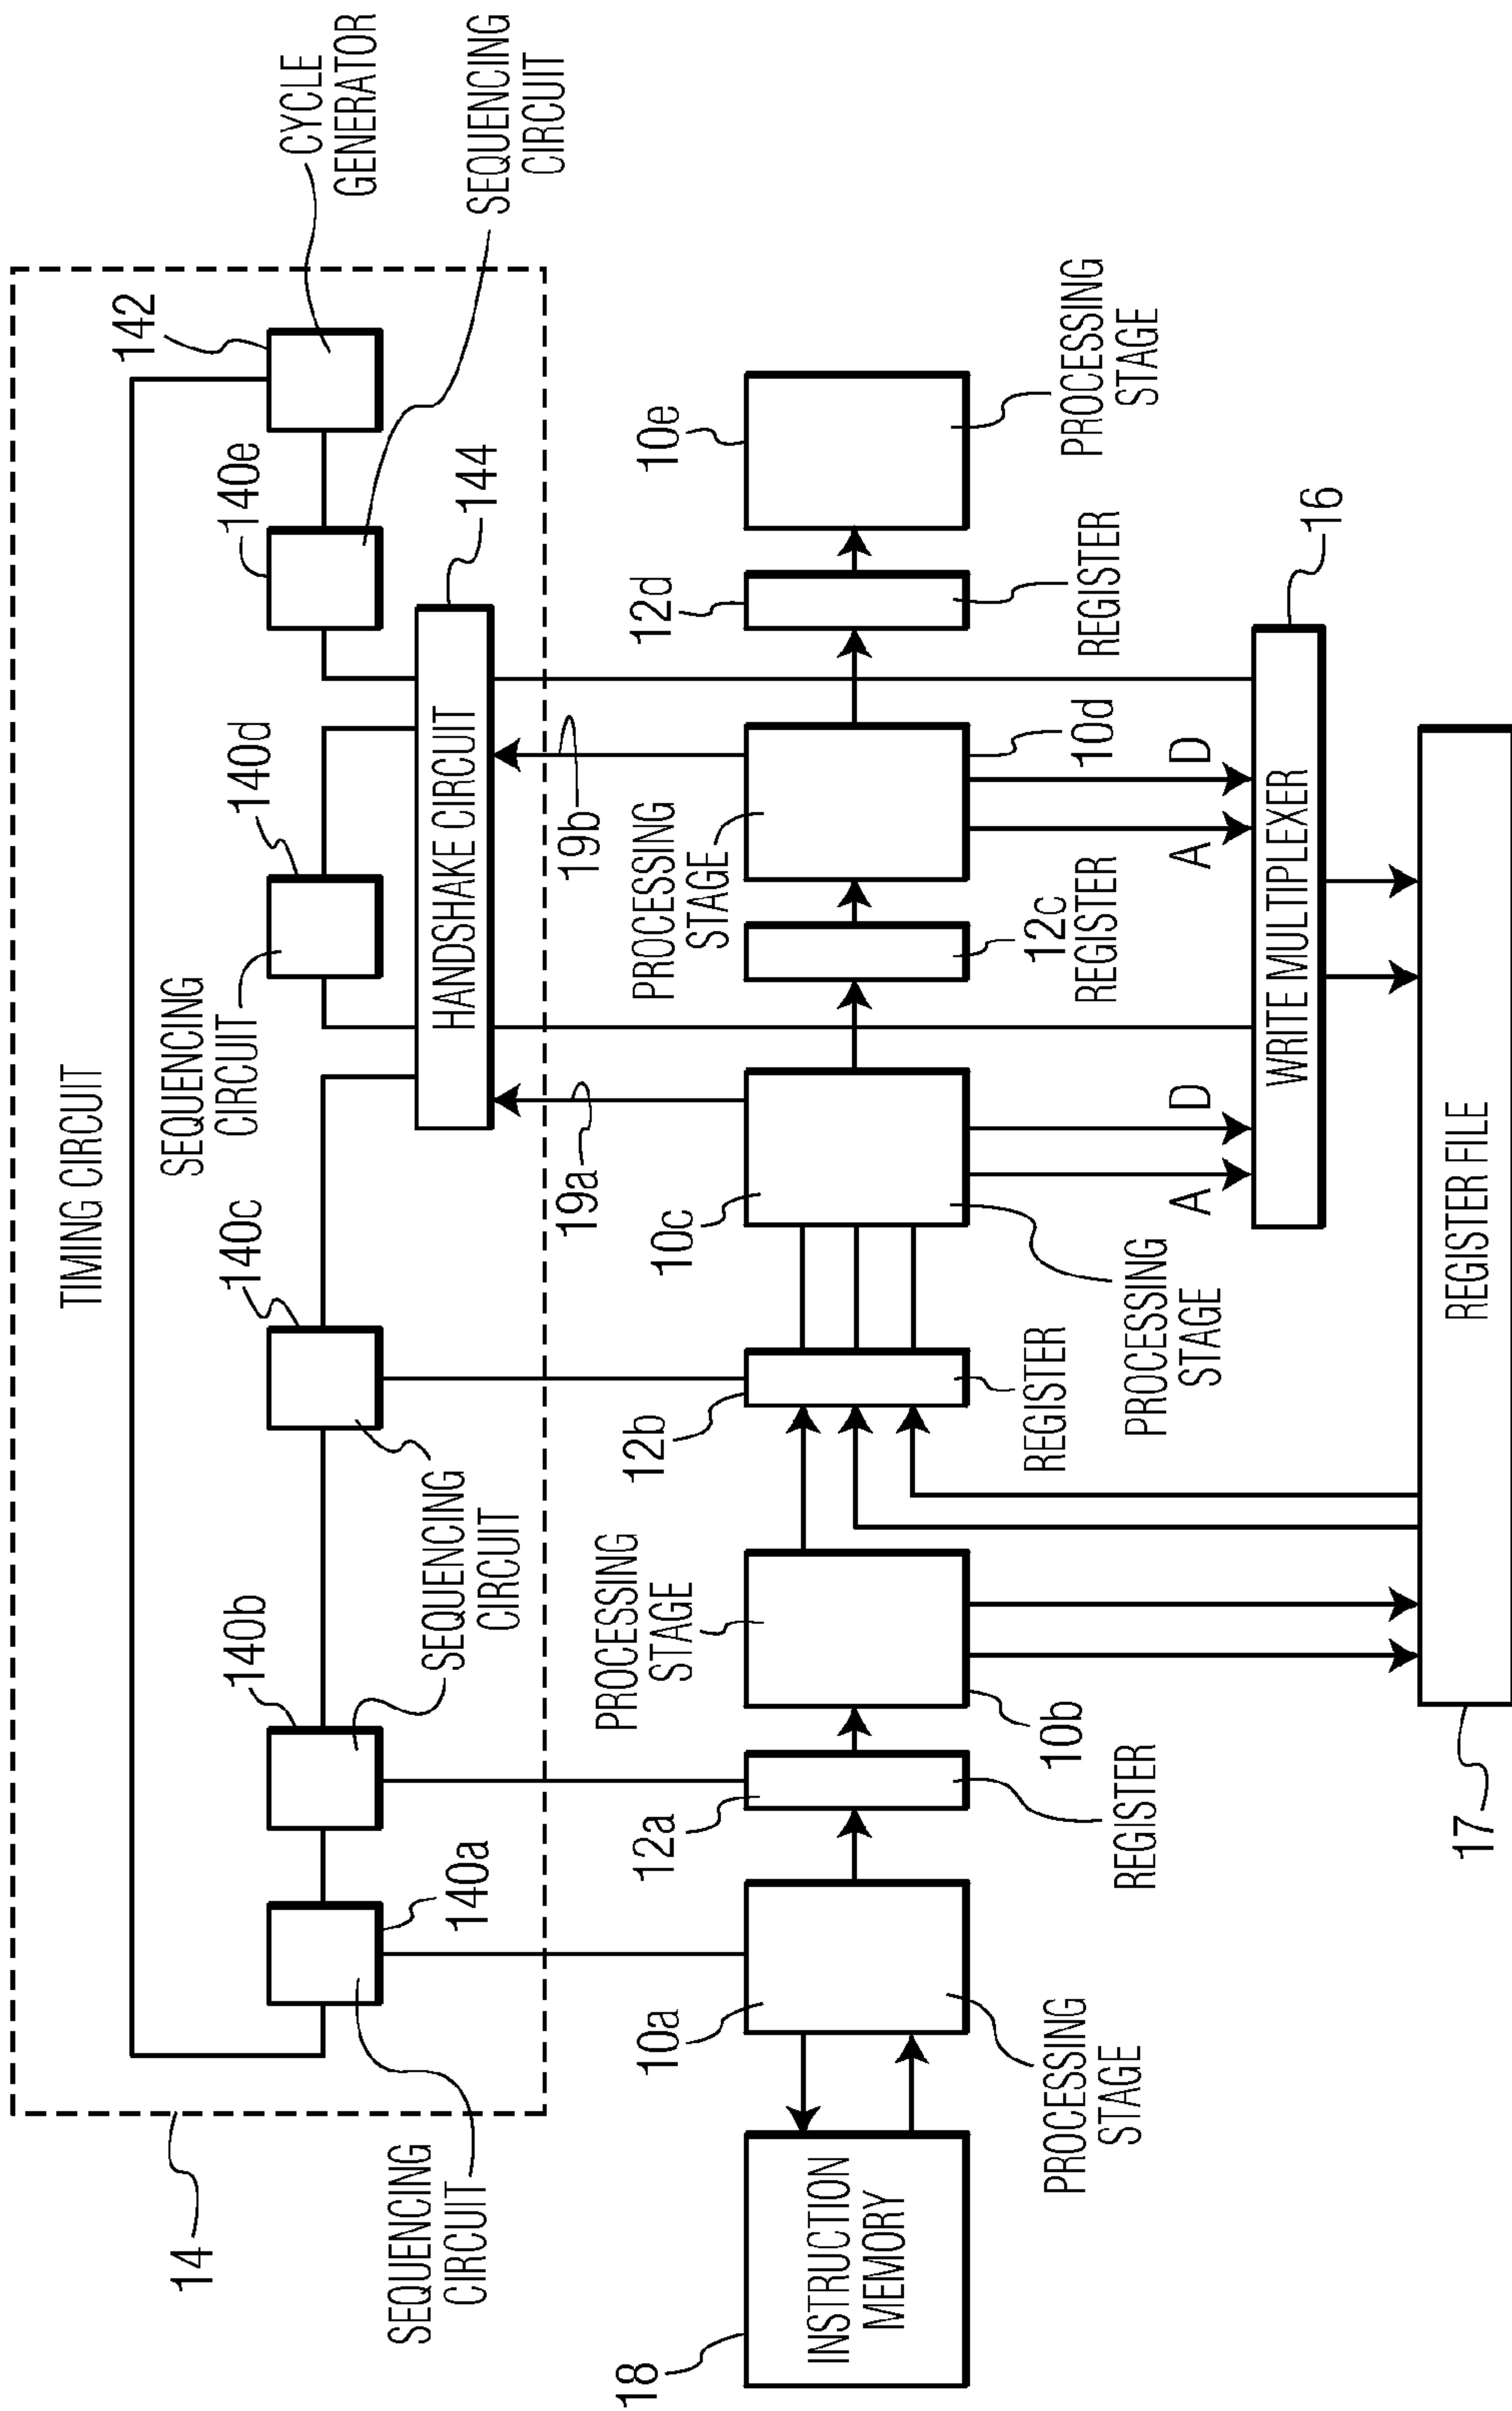 TIMING CIRCUIT
14
142
CYCLE
GENERATOR
140e
SEQUENCING
CIRCUIT
140d
SEQUENCING
CIRCUIT
144
HANDSHAKE CIRCUIT
140c
140b
SEQUENCING
CIRCUIT
140a
SEQUENCING
CIRCUIT
19a
19b
18
INSTRUCTION
MEMORY
10a
PROCESSING
STAGE
12a
REGISTER
PROCESSING
STAGE
10b
12b
REGISTER
10c
PROCESSING
STAGE
12c
REGISTER
PROCESSING
STAGE
10d
12d
REGISTER
10e
PROCESSING
STAGE
A
D
A
D
WRITE MULTIPLEXER
16
REGISTER FILE
17